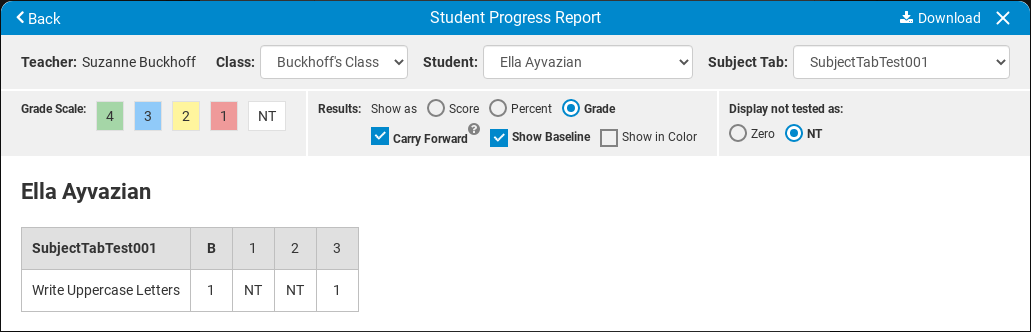 Back Student Progress Report Download
Teacher: Suzanne Buckhoff Class: Buckhoff's Class Student: Ella Ayvazian Subject Tab: SubjectTabTest001
Grade Scale: 4 3 2 1 NT Results: Show as Score Percent Grade Display not tested as:
Carry Forward ? Show Baseline Show in Color Zero NT
Ella Ayvazian
SubjectTabTest001 B 1 2 3
Write Uppercase Letters 1 NT NT 1